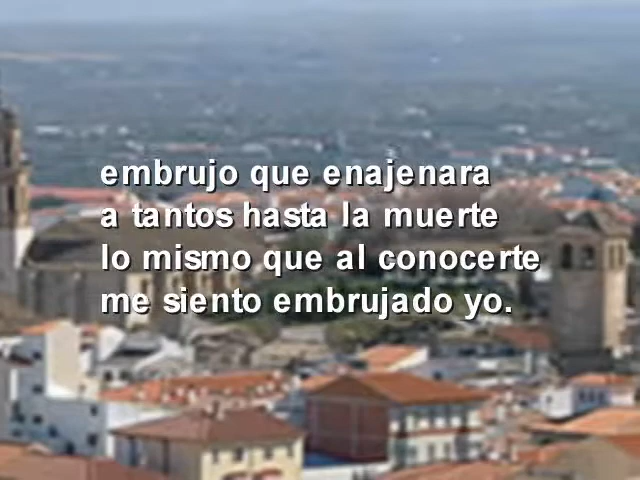 embrujo que enajenara
a tantos hasta la muerte
lo mismo que al conocerte
me siento embrujado yo.